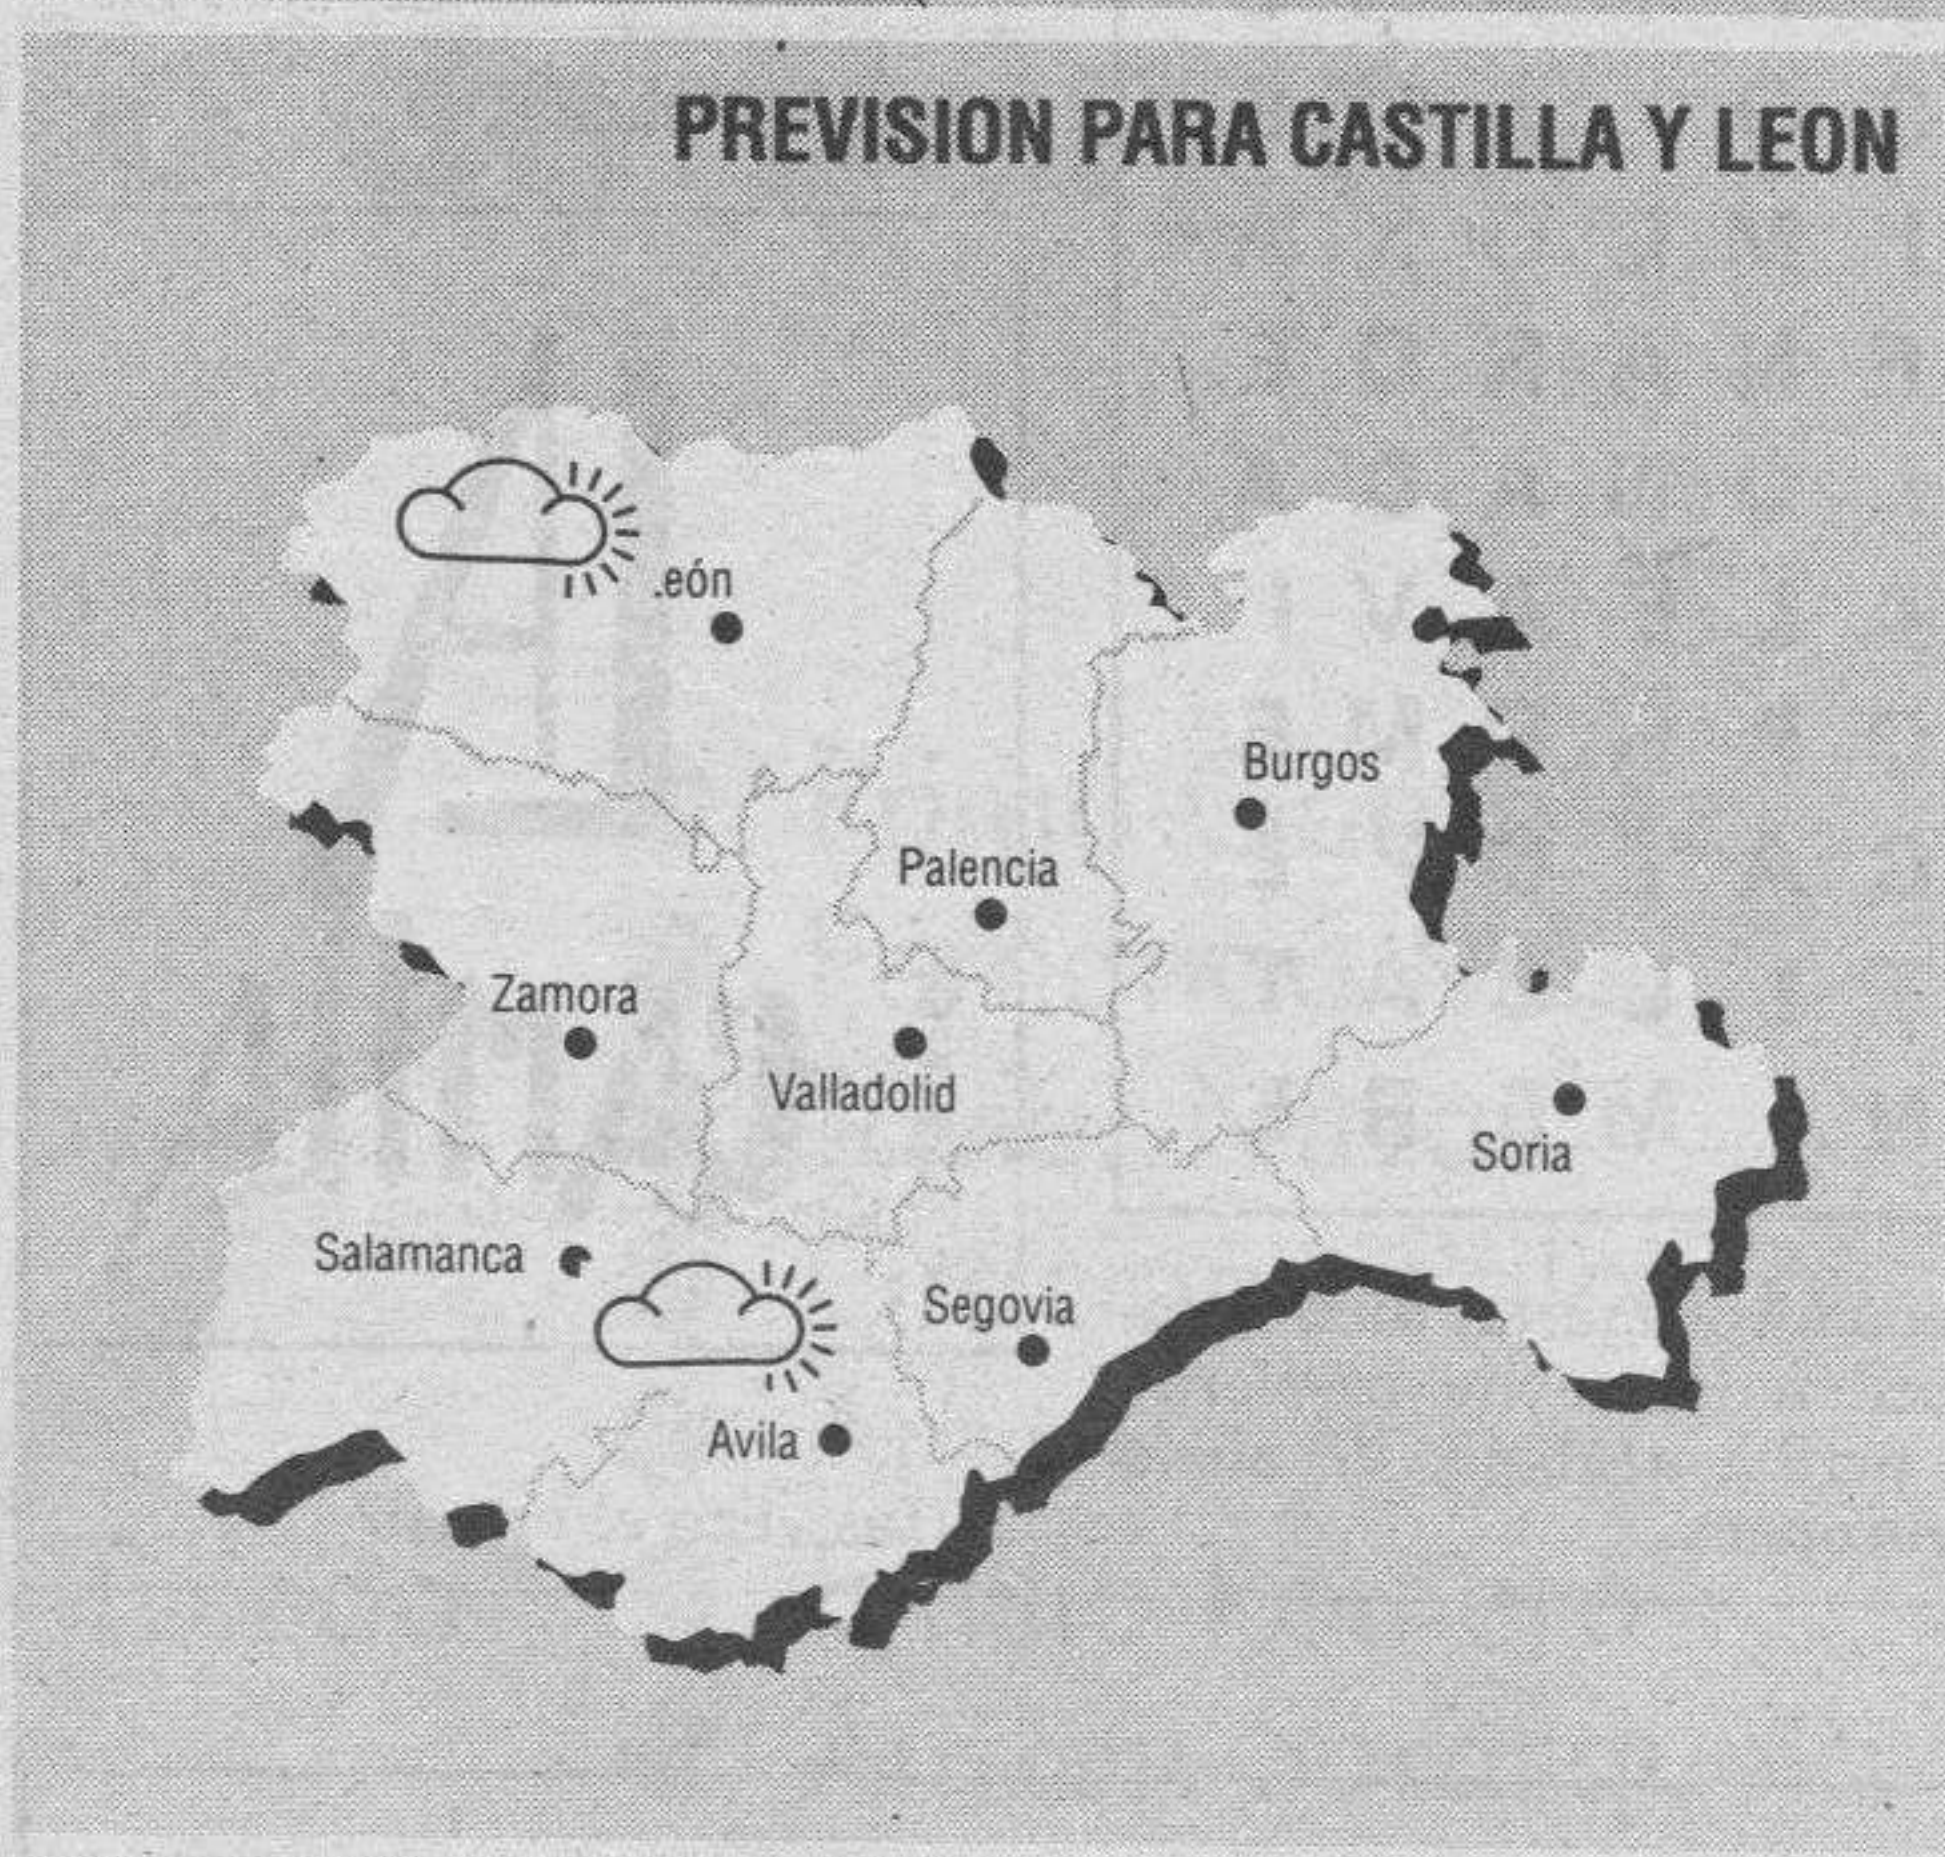 PREVISION PARA CASTILLA Y LEON
.eón
Burgos
Palencia
Zamora
Valladolid
Soria
Salamanca
Segovia
Avila